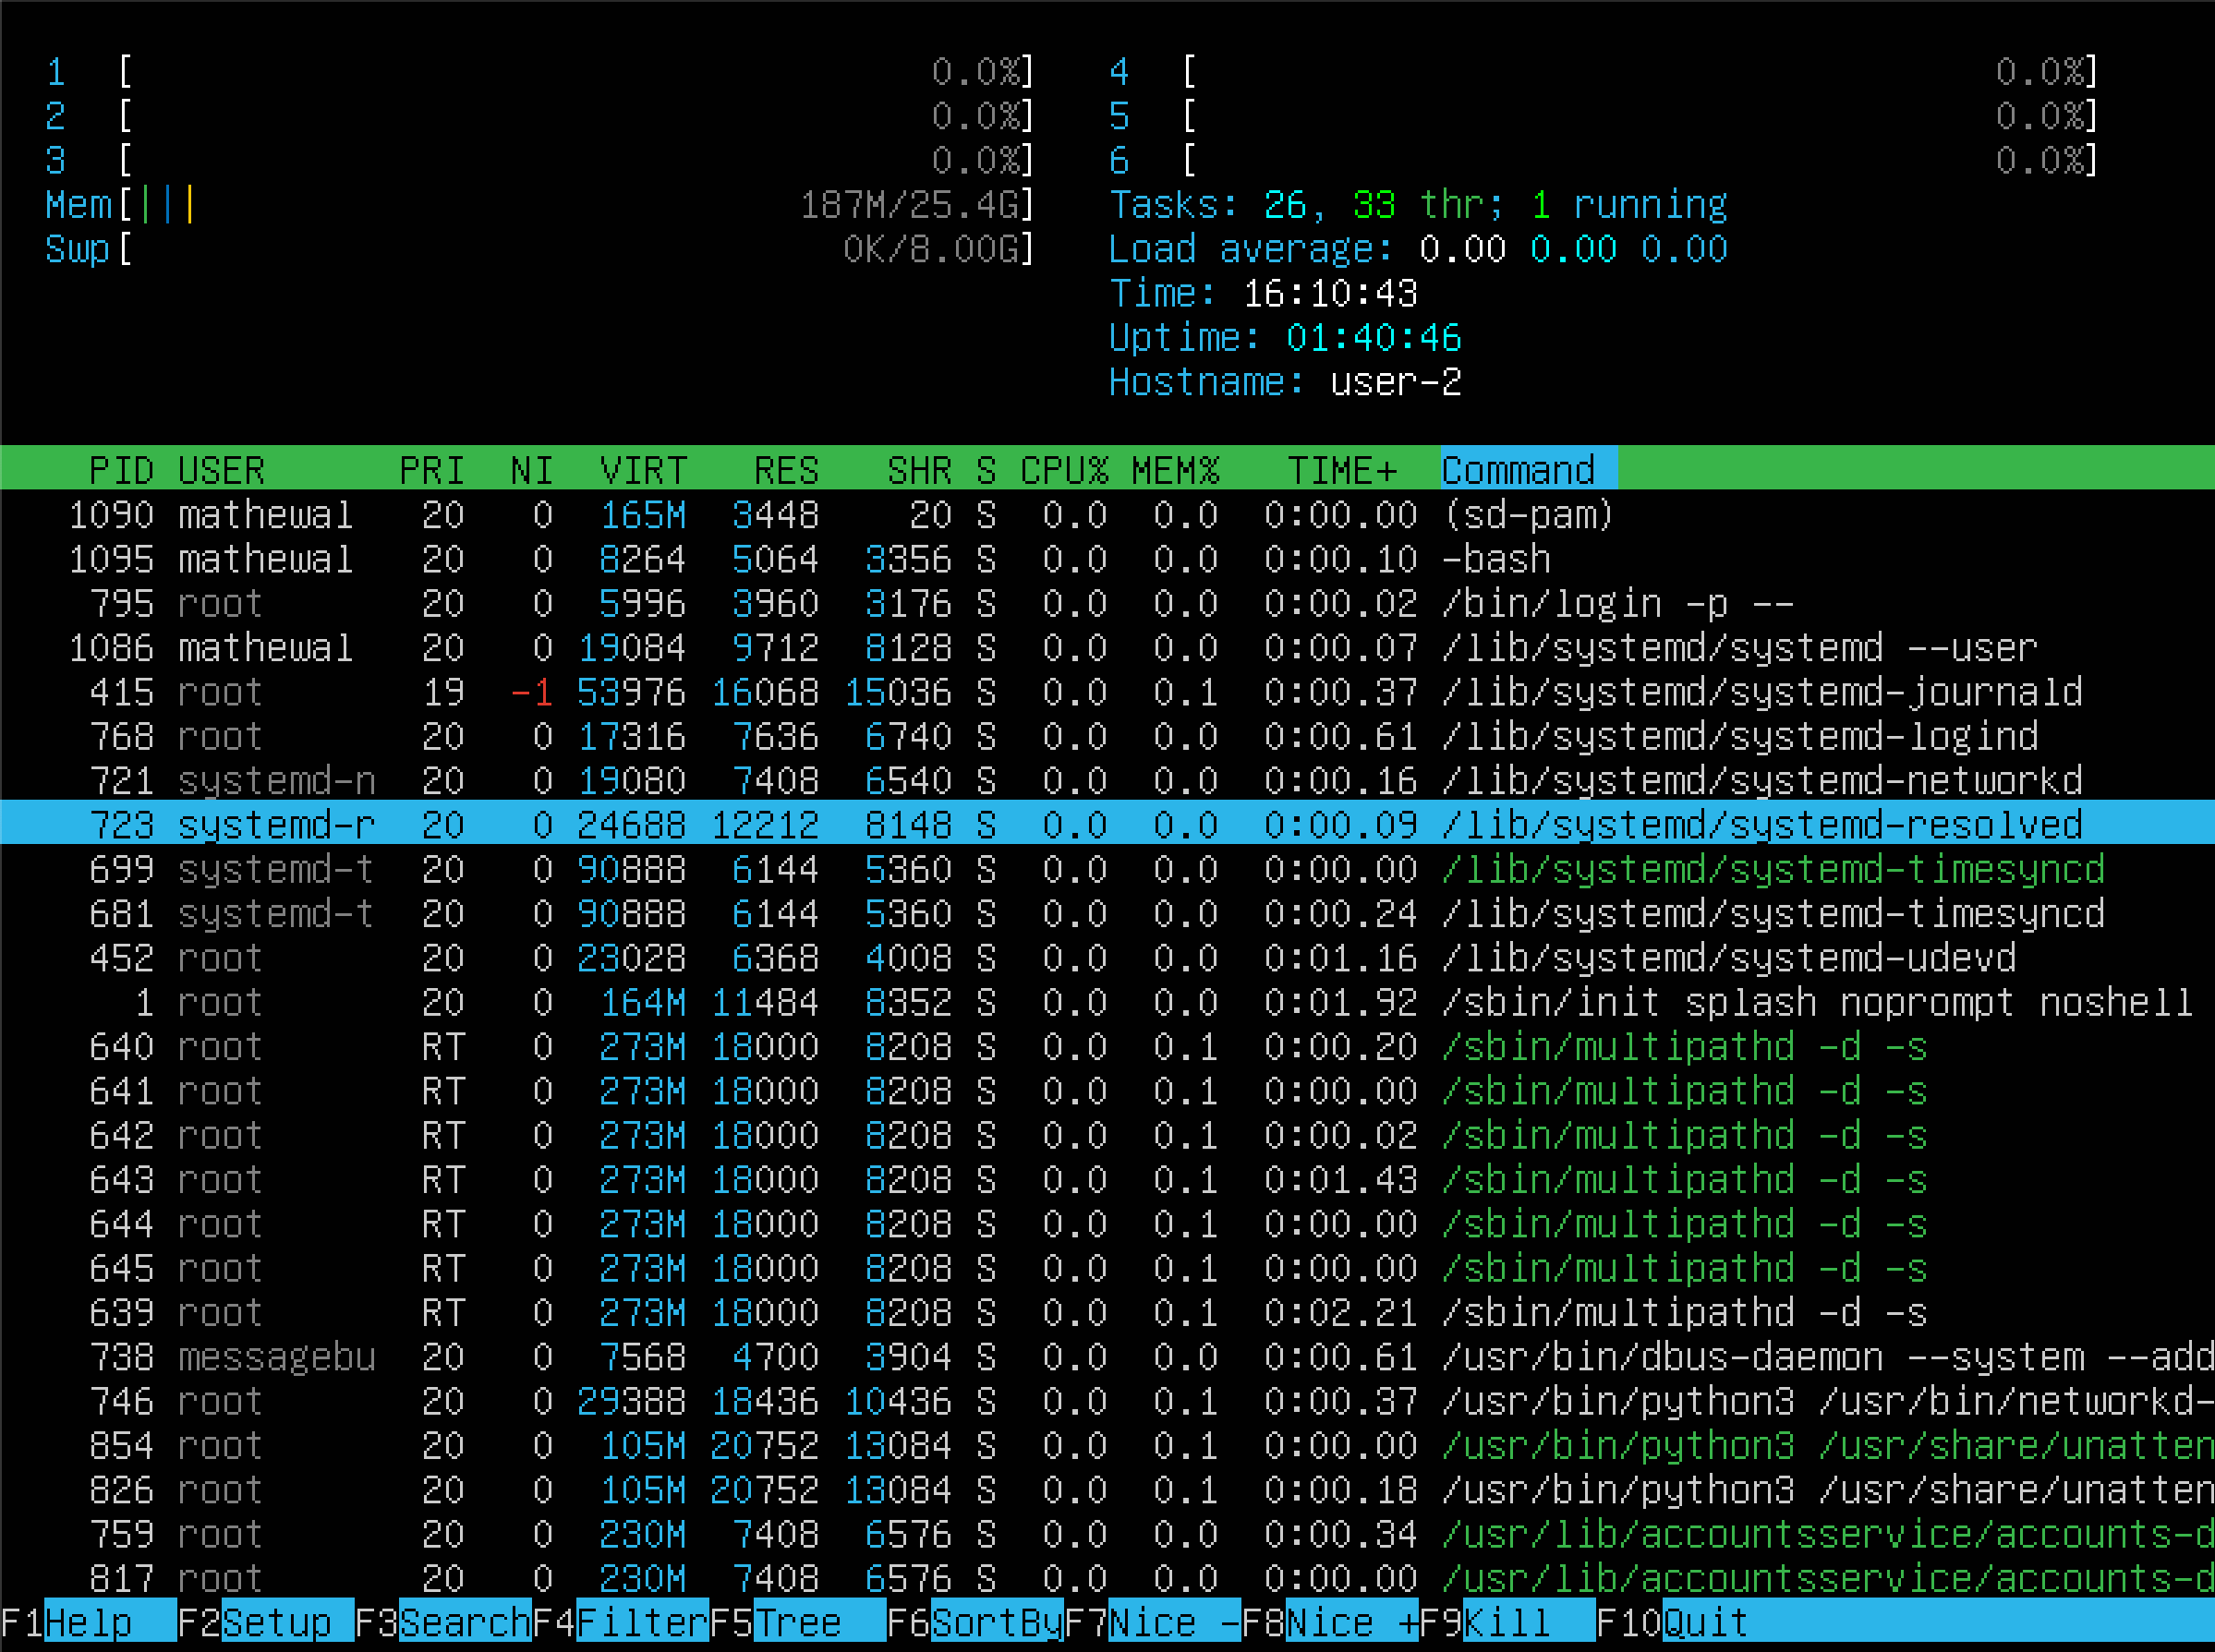 1  [ 0.0%] 4  [ 0.0%]
2  [ 0.0%] 5  [ 0.0%]
3  [ 0.0%] 6  [ 0.0%]
Mem[||| 187M/25.4G] Tasks: 26, 33 thr; 1 running
Swp[ 0K/8.00G] Load average: 0.00 0.00 0.00
Time: 16:10:43
Uptime: 01:40:46
Hostname: user-2
PID USER PRI NI VIRT RES SHR S CPU% MEM% TIME+ Command
1090 mathewal 20 0 165M 3448 20 S 0.0 0.0 0:00.00 (sd-pam)
1095 mathewal 20 0 8264 5064 3356 S 0.0 0.0 0:00.10 -bash
795 root 20 0 5996 3960 3176 S 0.0 0.0 0:00.02 /bin/login -p --
1086 mathewal 20 0 19084 9712 8128 S 0.0 0.0 0:00.07 /lib/systemd/systemd --user
415 root 19 -1 53976 16068 15036 S 0.0 0.1 0:00.37 /lib/systemd/systemd-journald
768 root 20 0 17316 7636 6740 S 0.0 0.0 0:00.61 /lib/systemd/systemd-logind
721 systemd-n 20 0 19080 7408 6540 S 0.0 0.0 0:00.16 /lib/systemd/systemd-networkd
723 systemd-r 20 0 24688 12212 8148 S 0.0 0.0 0:00.09 /lib/systemd/systemd-resolved
699 systemd-t 20 0 90888 6144 5360 S 0.0 0.0 0:00.00 /lib/systemd/systemd-timesyncd
681 systemd-t 20 0 90888 6144 5360 S 0.0 0.0 0:00.24 /lib/systemd/systemd-timesyncd
452 root 20 0 23028 6368 4008 S 0.0 0.0 0:01.16 /lib/systemd/systemd-udevd
1 root 20 0 164M 11484 8352 S 0.0 0.0 0:01.92 /sbin/init splash noprompt noshell
640 root RT 0 273M 18000 8208 S 0.0 0.1 0:00.20 /sbin/multipathd -d -s
641 root RT 0 273M 18000 8208 S 0.0 0.1 0:00.00 /sbin/multipathd -d -s
642 root RT 0 273M 18000 8208 S 0.0 0.1 0:00.02 /sbin/multipathd -d -s
643 root RT 0 273M 18000 8208 S 0.0 0.1 0:01.43 /sbin/multipathd -d -s
644 root RT 0 273M 18000 8208 S 0.0 0.1 0:00.00 /sbin/multipathd -d -s
645 root RT 0 273M 18000 8208 S 0.0 0.1 0:00.00 /sbin/multipathd -d -s
639 root RT 0 273M 18000 8208 S 0.0 0.1 0:02.21 /sbin/multipathd -d -s
738 messagebu 20 0 7568 4700 3904 S 0.0 0.0 0:00.61 /usr/bin/dbus-daemon --system --add
746 root 20 0 29388 18436 10436 S 0.0 0.1 0:00.37 /usr/bin/python3 /usr/bin/networkd-
854 root 20 0 105M 20752 13084 S 0.0 0.1 0:00.00 /usr/bin/python3 /usr/share/unatten
826 root 20 0 105M 20752 13084 S 0.0 0.1 0:00.18 /usr/bin/python3 /usr/share/unatten
759 root 20 0 230M 7408 6576 S 0.0 0.0 0:00.34 /usr/lib/accountsservice/accounts-d
817 root 20 0 230M 7408 6576 S 0.0 0.0 0:00.00 /usr/lib/accountsservice/accounts-d
F1Help F2Setup F3SearchF4FilterF5Tree F6SortByF7Nice -F8Nice +F9Kill F10Quit